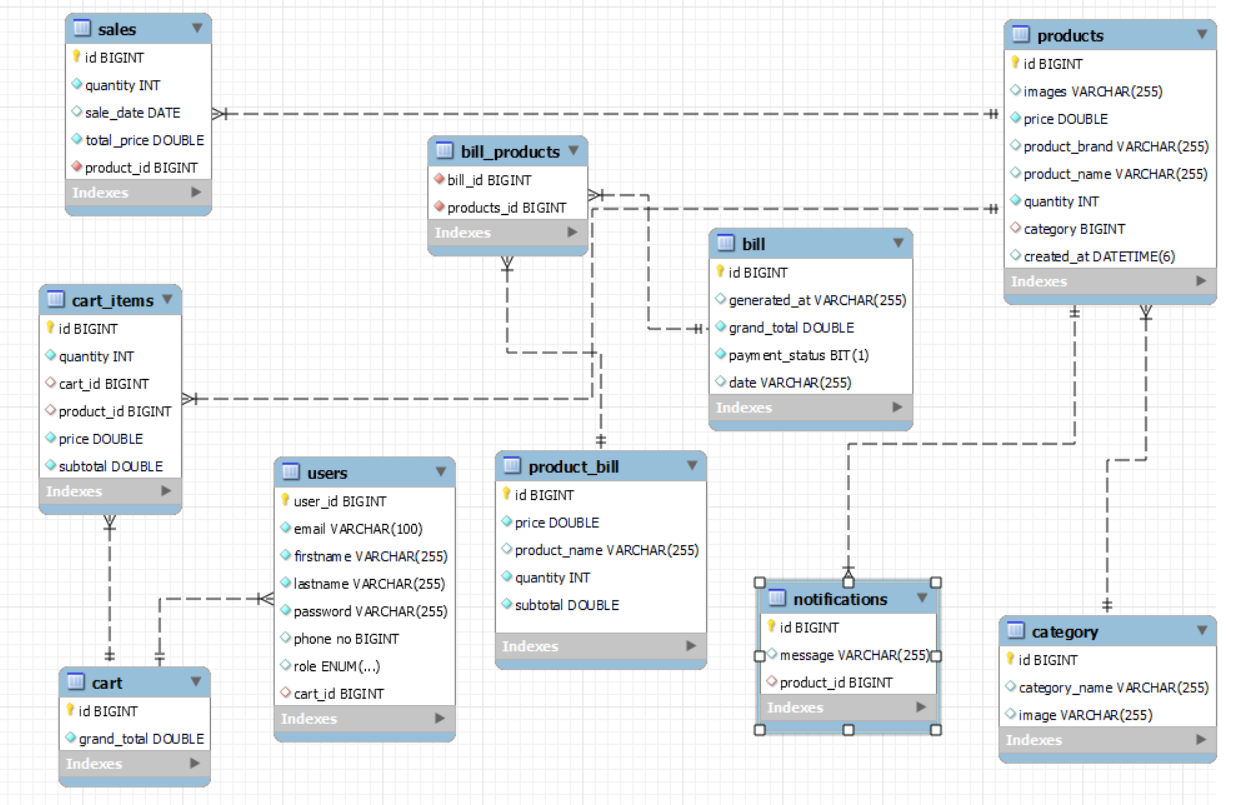 sales
id BIGINT
quantity INT
sale_date DATE
total_price DOUBLE
product_id BIGINT
Indexes
products
id BIGINT
images VARCHAR(255)
price DOUBLE
product_brand VARCHAR(255)
product_name VARCHAR(255)
quantity INT
category BIGINT
created_at DATETIME(6)
Indexes
bill_products
bill_id BIGINT
products_id BIGINT
Indexes
bill
id BIGINT
generated_at VARCHAR(255)
grand_total DOUBLE
payment_status BIT(1)
date VARCHAR(255)
Indexes
cart_items
id BIGINT
quantity INT
cart_id BIGINT
product_id BIGINT
price DOUBLE
subtotal DOUBLE
Indexes
users
user_id BIGINT
email VARCHAR(100)
firstname VARCHAR(255)
lastname VARCHAR(255)
password VARCHAR(255)
phone no BIGINT
role ENUM(...)
cart_id BIGINT
Indexes
product_bill
id BIGINT
price DOUBLE
product_name VARCHAR(255)
quantity INT
subtotal DOUBLE
Indexes
notifications
id BIGINT
message VARCHAR(255)
product_id BIGINT
Indexes
category
id BIGINT
category_name VARCHAR(255)
image VARCHAR(255)
Indexes
cart
id BIGINT
grand_total DOUBLE
Indexes